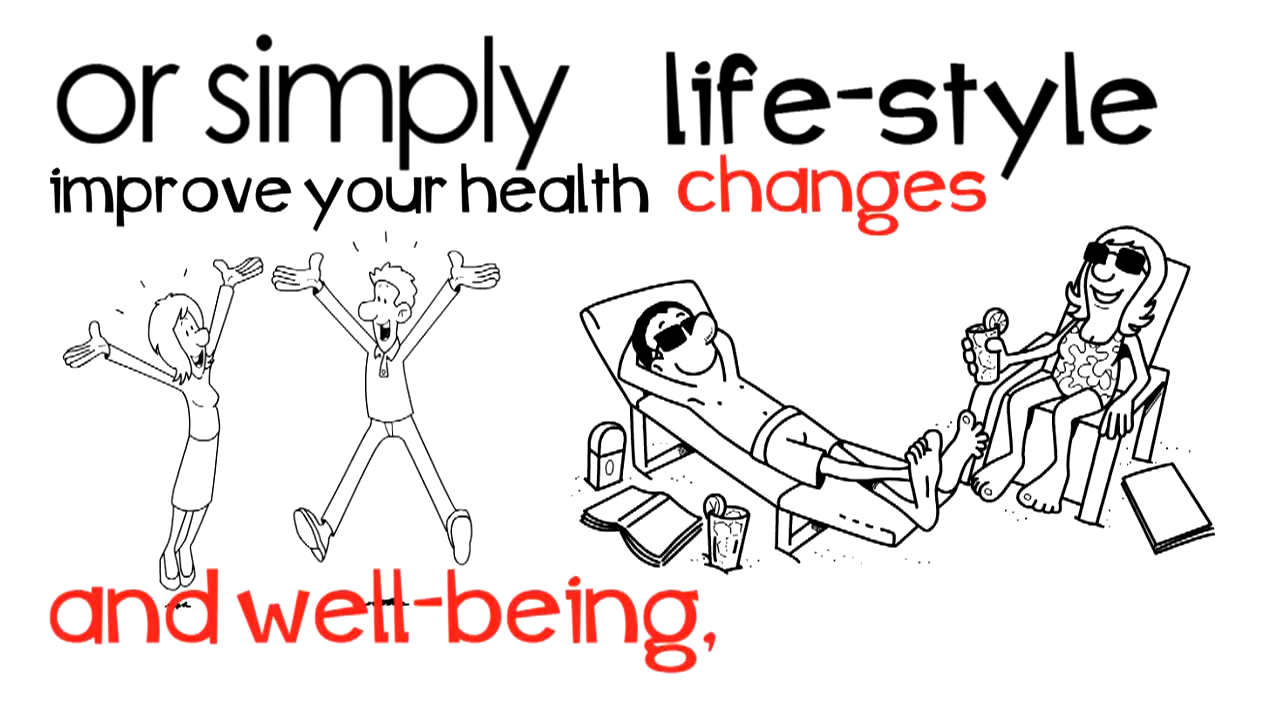 or simply
improve your health
and well-being,
life-style
changes